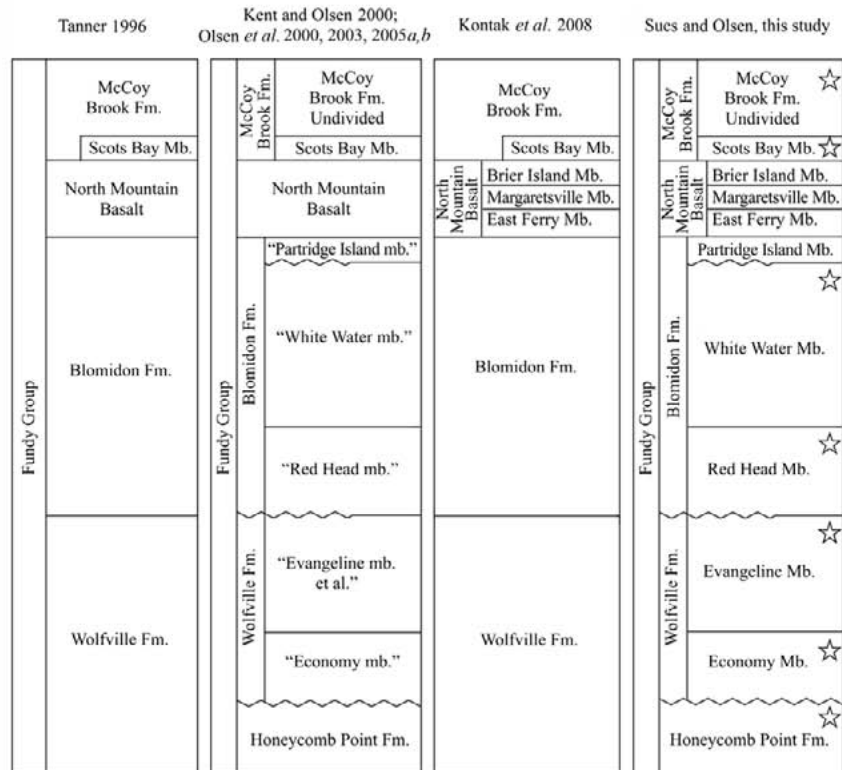 Tanner 1996
Kent and Olsen 2000;
Olsen et al. 2000, 2003, 2005a,b
Kontak et al. 2008
Sues and Olsen, this study
Fundy Group
McCoy
Brook Fm.
Scots Bay Mb.
North Mountain
Basalt
Blomidon Fm.
Wolfville Fm.
Fundy Group
McCoy
Brook Fm.
McCoy
Brook Fm.
Undivided
Scots Bay Mb.
North Mountain
Basalt
Blomidon Fm.
"Partridge Island mb."
"White Water mb."
"Red Head mb."
Wolfville Fm.
"Evangeline mb.
et al."
"Economy mb."
Honeycomb Point Fm.
McCoy
Brook Fm.
Scots Bay Mb.
North
Mountain
Basalt
Brier Island Mb.
Margaretsville Mb.
East Ferry Mb.
Blomidon Fm.
Wolfville Fm.
Fundy Group
McCoy
Brook Fm.
McCoy
Brook Fm.
Undivided
Scots Bay Mb.
North
Mountain
Basalt
Brier Island Mb.
Margaretsville Mb.
East Ferry Mb.
Blomidon Fm.
Partridge Island Mb.
White Water Mb.
Red Head Mb.
Wolfville Fm.
Evangeline Mb.
Economy Mb.
Honeycomb Point Fm.